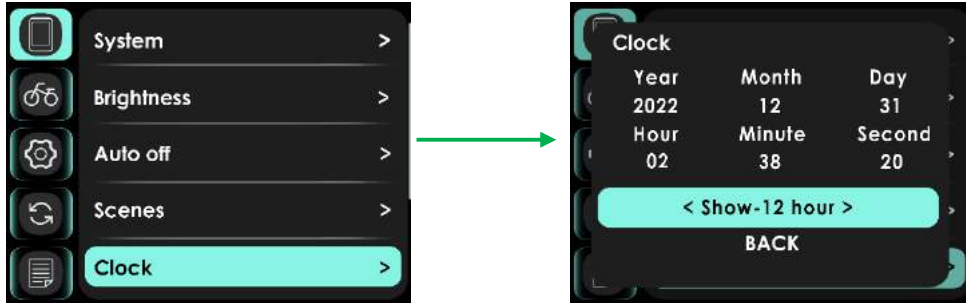 System >
Brightness >
Auto off >
Scenes >
Clock >
Clock
Year Month Day
2022 12 31
Hour Minute Second
02 38 20
< Show-12 hour >
BACK